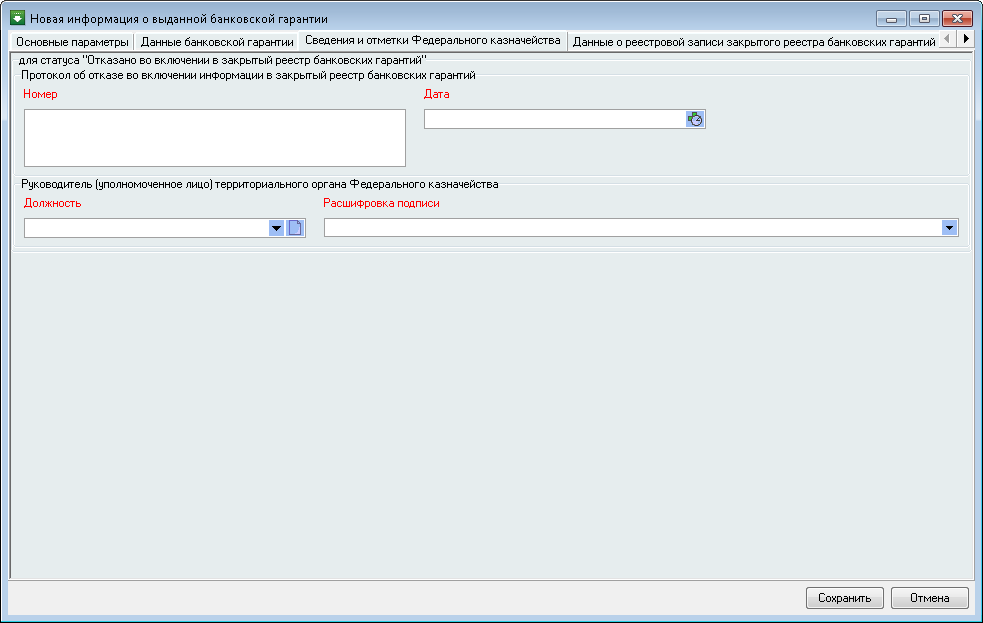 Новая информация о выданной банковской гарантии
Основные параметры
Данные банковской гарантии
Сведения и отметки Федерального казначейства
Данные о реестровой записи закрытого реестра банковских гарантий
для статуса "Отказано во включении в закрытый реестр банковских гарантий"
Протокол об отказе во включении информации в закрытый реестр банковских гарантий
Номер
Дата
Руководитель (уполномоченное лицо) территориального органа Федерального казначейства
Должность
Расшифровка подписи
Сохранить
Отмена